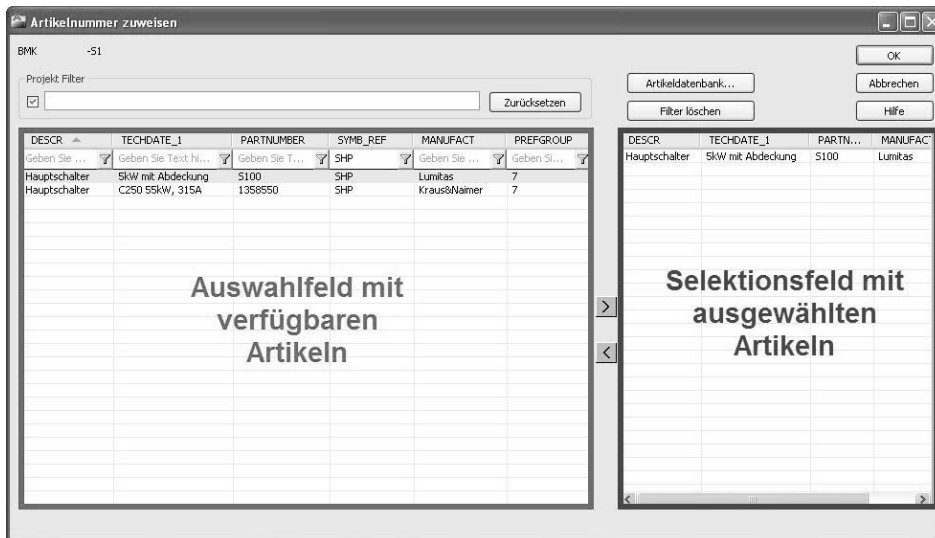 Artikelnummer zuweisen
BMK -S1
OK
Projekt Filter
Artikeldatenbank... Abbrechen
Zurücksetzen
Filter löschen Hilfe
DESCR TECHDATE_1 PARTNUMBER SYMB_REF MANUFACT PREFGROUP
Geben Sie ... Geben Sie Text hi... Geben Sie T... SHP Geben Sie ... Geben Si...
Hauptschalter 5kW mit Abdeckung S100 SHP Lumitas 7
Hauptschalter C250 55kW, 315A 1358550 SHP Kraus&Naimer 7
Auswahlfeld mit
verfügbaren
Artikeln
>
<
DESCR TECHDATE_1 PARTN... MANUFAC
Hauptschalter 5kW mit Abdeckung S100 Lumitas
Selektionsfeld mit
ausgewählten
Artikeln